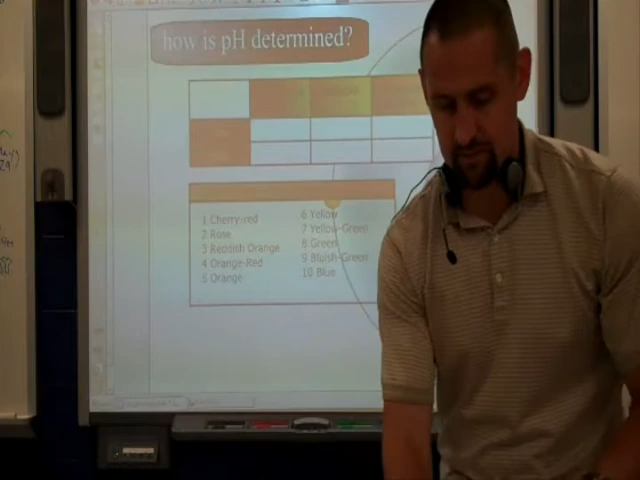 how is pH determined?
1 Cherry-red
2 Rose
3 Reddish Orange
4 Orange-Red
5 Orange
6 Yellow
7 Yellow-Green
8 Green
9 Bluish-Green
10 Blue